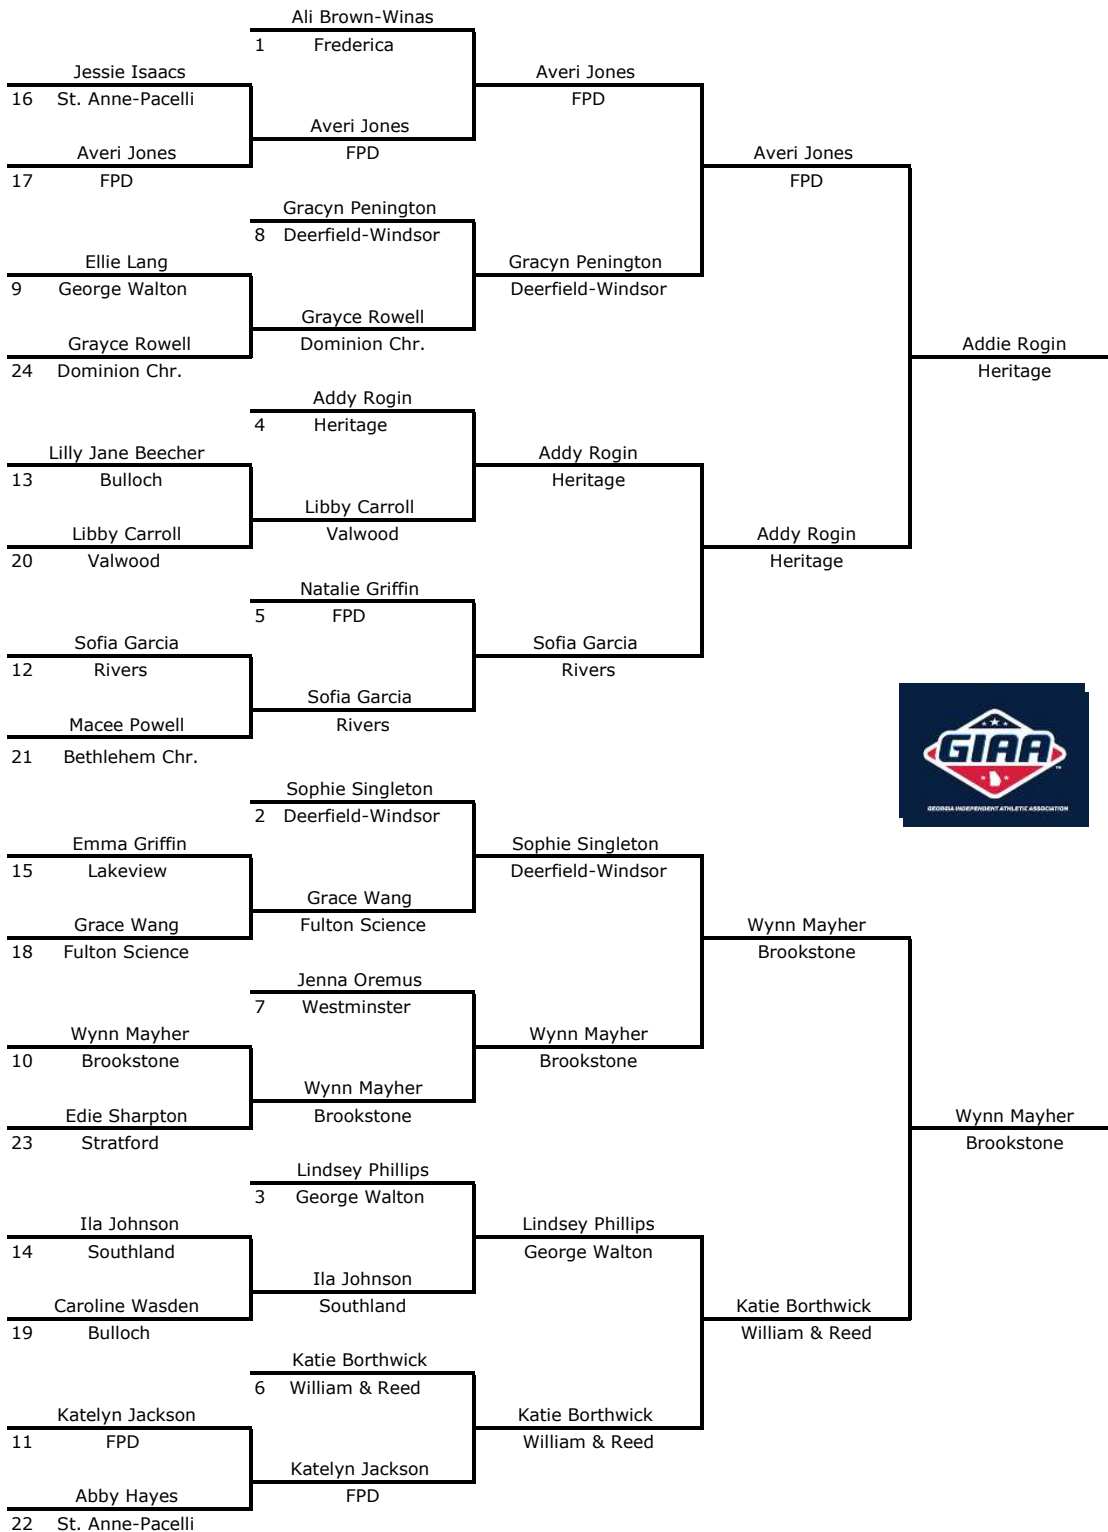 Ali Brown-Winas
1 Frederica
Jessie Isaacs
16 St. Anne-Pacelli
Averi Jones
FPD
Averi Jones
FPD
Averi Jones
17 FPD
Averi Jones
FPD
Gracyn Penington
8 Deerfield-Windsor
Ellie Lang
9 George Walton
Gracyn Penington
Deerfield-Windsor
Grayce Rowell
Dominion Chr.
Grayce Rowell
24 Dominion Chr.
Addie Rogin
Heritage
Addy Rogin
4 Heritage
Lilly Jane Beecher
13 Bulloch
Addy Rogin
Heritage
Libby Carroll
Valwood
Libby Carroll
20 Valwood
Addy Rogin
Heritage
Natalie Griffin
5 FPD
Sofia Garcia
12 Rivers
Sofia Garcia
Rivers
Sofia Garcia
Rivers
Macee Powell
21 Bethlehem Chr.
GIAA
GEORGIA INDEPENDENT ATHLETIC ASSOCIATION
Sophie Singleton
2 Deerfield-Windsor
Emma Griffin
15 Lakeview
Sophie Singleton
Deerfield-Windsor
Grace Wang
Fulton Science
Grace Wang
18 Fulton Science
Wynn Mayher
Brookstone
Jenna Oremus
7 Westminster
Wynn Mayher
10 Brookstone
Wynn Mayher
Brookstone
Wynn Mayher
Brookstone
Edie Sharpton
23 Stratford
Wynn Mayher
Brookstone
Lindsey Phillips
3 George Walton
Ila Johnson
14 Southland
Lindsey Phillips
George Walton
Ila Johnson
Southland
Caroline Wasden
19 Bulloch
Katie Borthwick
William & Reed
Katie Borthwick
6 William & Reed
Katelyn Jackson
11 FPD
Katie Borthwick
William & Reed
Katelyn Jackson
FPD
Abby Hayes
22 St. Anne-Pacelli